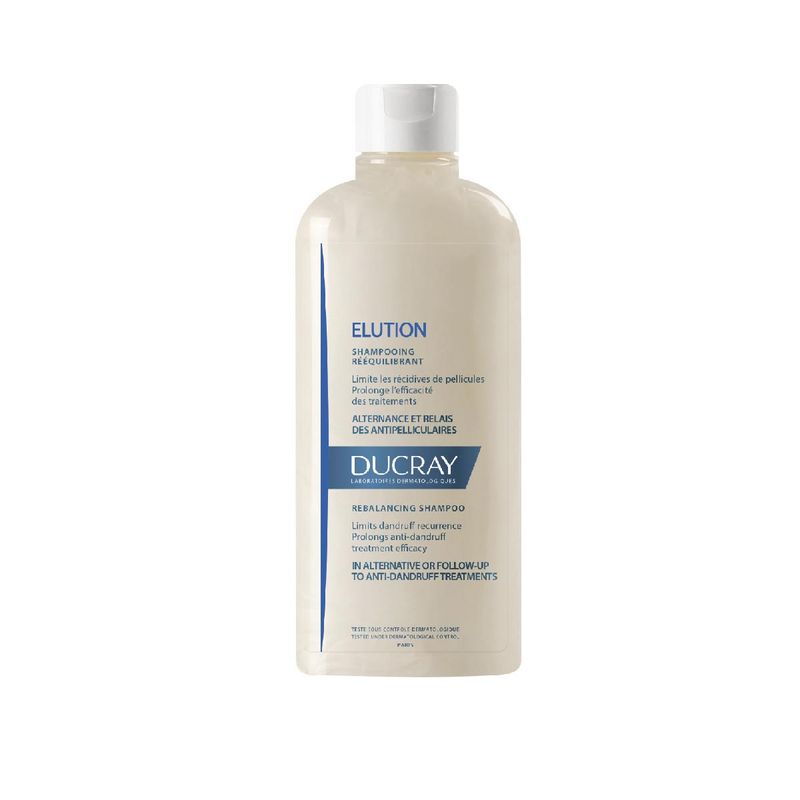 ELUTION
SHAMPOOING
RÉÉQUILIBRANT
Limite les récidives de pellicules
Prolonge l'efficacité
des traitements
ALTERNANCE ET RELAIS
DES ANTIPELLICULAIRES
DUCRAY
LABORATOIRES DERMATOLOGIQUES
REBALANCING SHAMPOO
Limits dandruff recurrence
Prolongs anti-dandruff
treatment efficacy
IN ALTERNATIVE OR FOLLOW-UP
TO ANTI-DANDRUFF TREATMENTS
TESTÉ SOUS CONTRÔLE DERMATOLOGIQUE
TESTED UNDER DERMATOLOGICAL CONTROL
PARIS